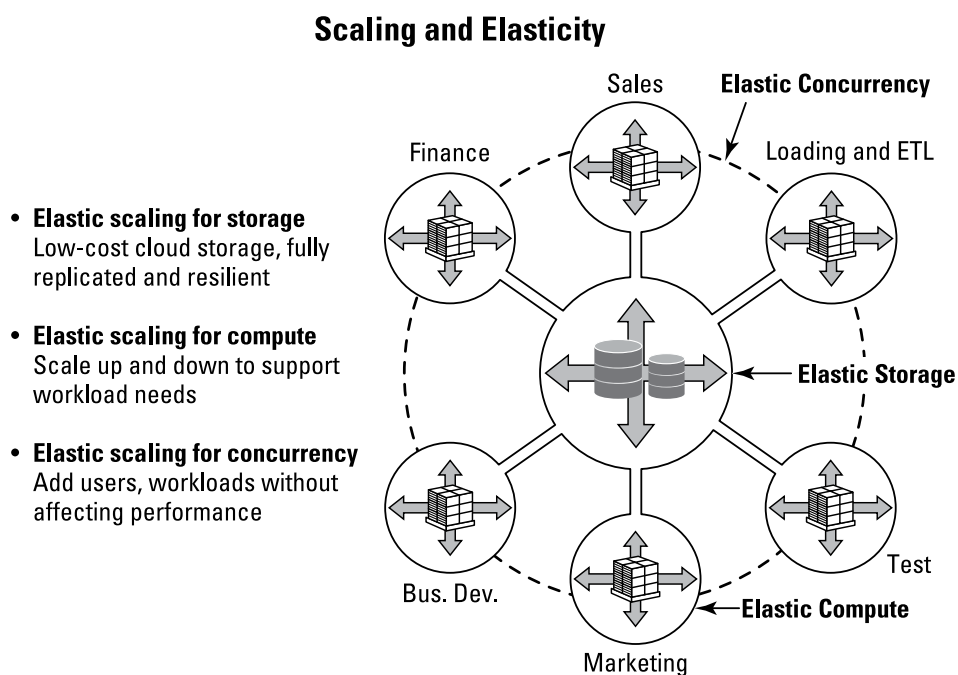 Scaling and Elasticity
• Elastic scaling for storage
Low-cost cloud storage, fully
replicated and resilient
• Elastic scaling for compute
Scale up and down to support
workload needs
• Elastic scaling for concurrency
Add users, workloads without
affecting performance
Sales
Elastic Concurrency
Finance
Loading and ETL
Elastic Storage
Bus. Dev.
Test
Elastic Compute
Marketing